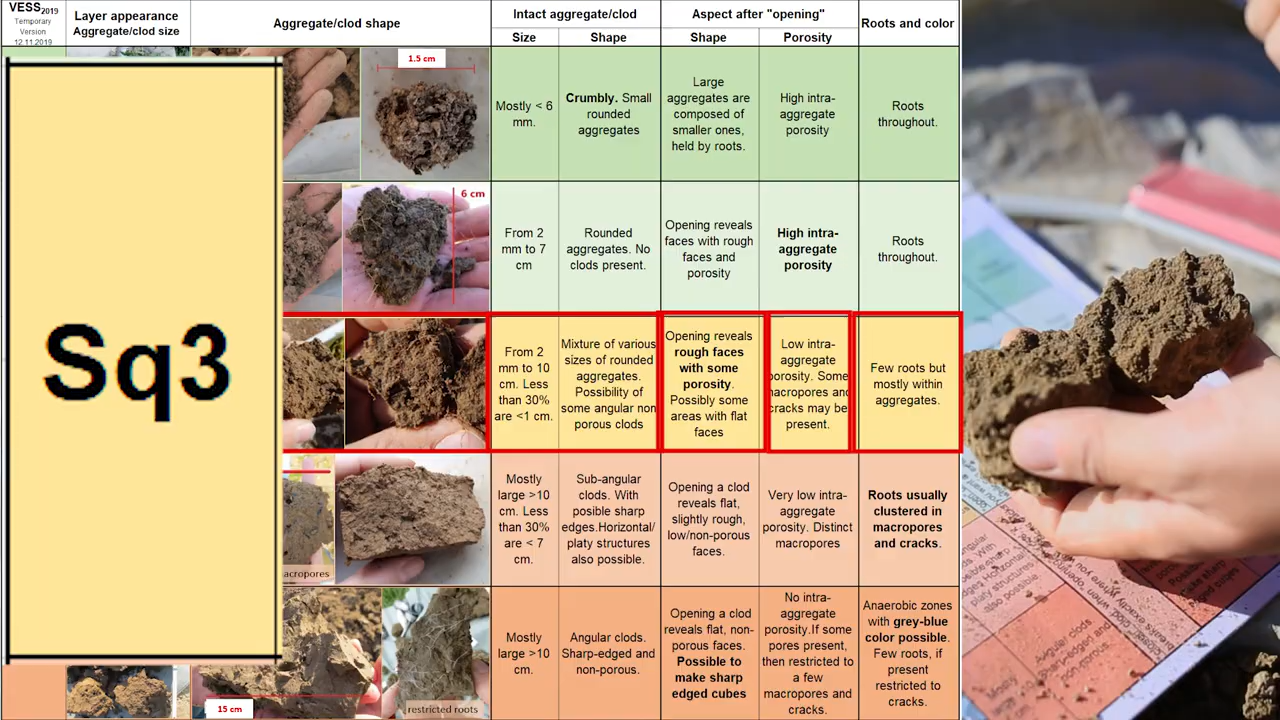 VESS2019
Temporary
Version
12.11.2019
Layer appearance
Aggregate/clod size
Aggregate/clod shape
Intact aggregate/clod
Size
Shape
Aspect after "opening"
Shape
Porosity
Roots and color
1.5 cm
Mostly < 6
mm.
Crumbly. Small
rounded
aggregates
Large
aggregates are
composed of
smaller ones,
held by roots.
High intra-
aggregate
porosity
Roots
throughout.
6 cm
From 2
mm to 7
cm
Rounded
aggregates. No
clods present.
Opening reveals
faces with rough
faces and
porosity
High intra-
aggregate
porosity
Roots
throughout.
Sq3
From 2
mm to 10
cm. Less
than 30%
are <1 cm.
Mixture of various
sizes of rounded
aggregates.
Possibility of
some angular non
porous clods
Opening reveals
rough faces
with some
porosity.
Possibly some
areas with flat
faces
Low intra-
aggregate
porosity. Some
macropores and
cracks may be
present.
Few roots but
mostly within
aggregates.
acropores
Mostly
large >10
cm. Less
than 30%
are < 7
cm.
Sub-angular
clods. With
posible sharp
edges.Horizontal/
platy structures
also possible.
Opening a clod
reveals flat,
slightly rough,
low/non-porous
faces.
Very low intra-
aggregate
porosity. Distinct
macropores
Roots usually
clustered in
macropores
and cracks.
15 cm
restricted roots
Mostly
large >10
cm.
Angular clods.
Sharp-edged and
non-porous.
Opening a clod
reveals flat, non-
porous faces.
Possible to
make sharp
edged cubes
No intra-
aggregate
porosity.If some
pores present,
then restricted to
a few
macropores and
cracks.
Anaerobic zones
with grey-blue
color possible.
Few roots, if
present
restricted to
cracks.